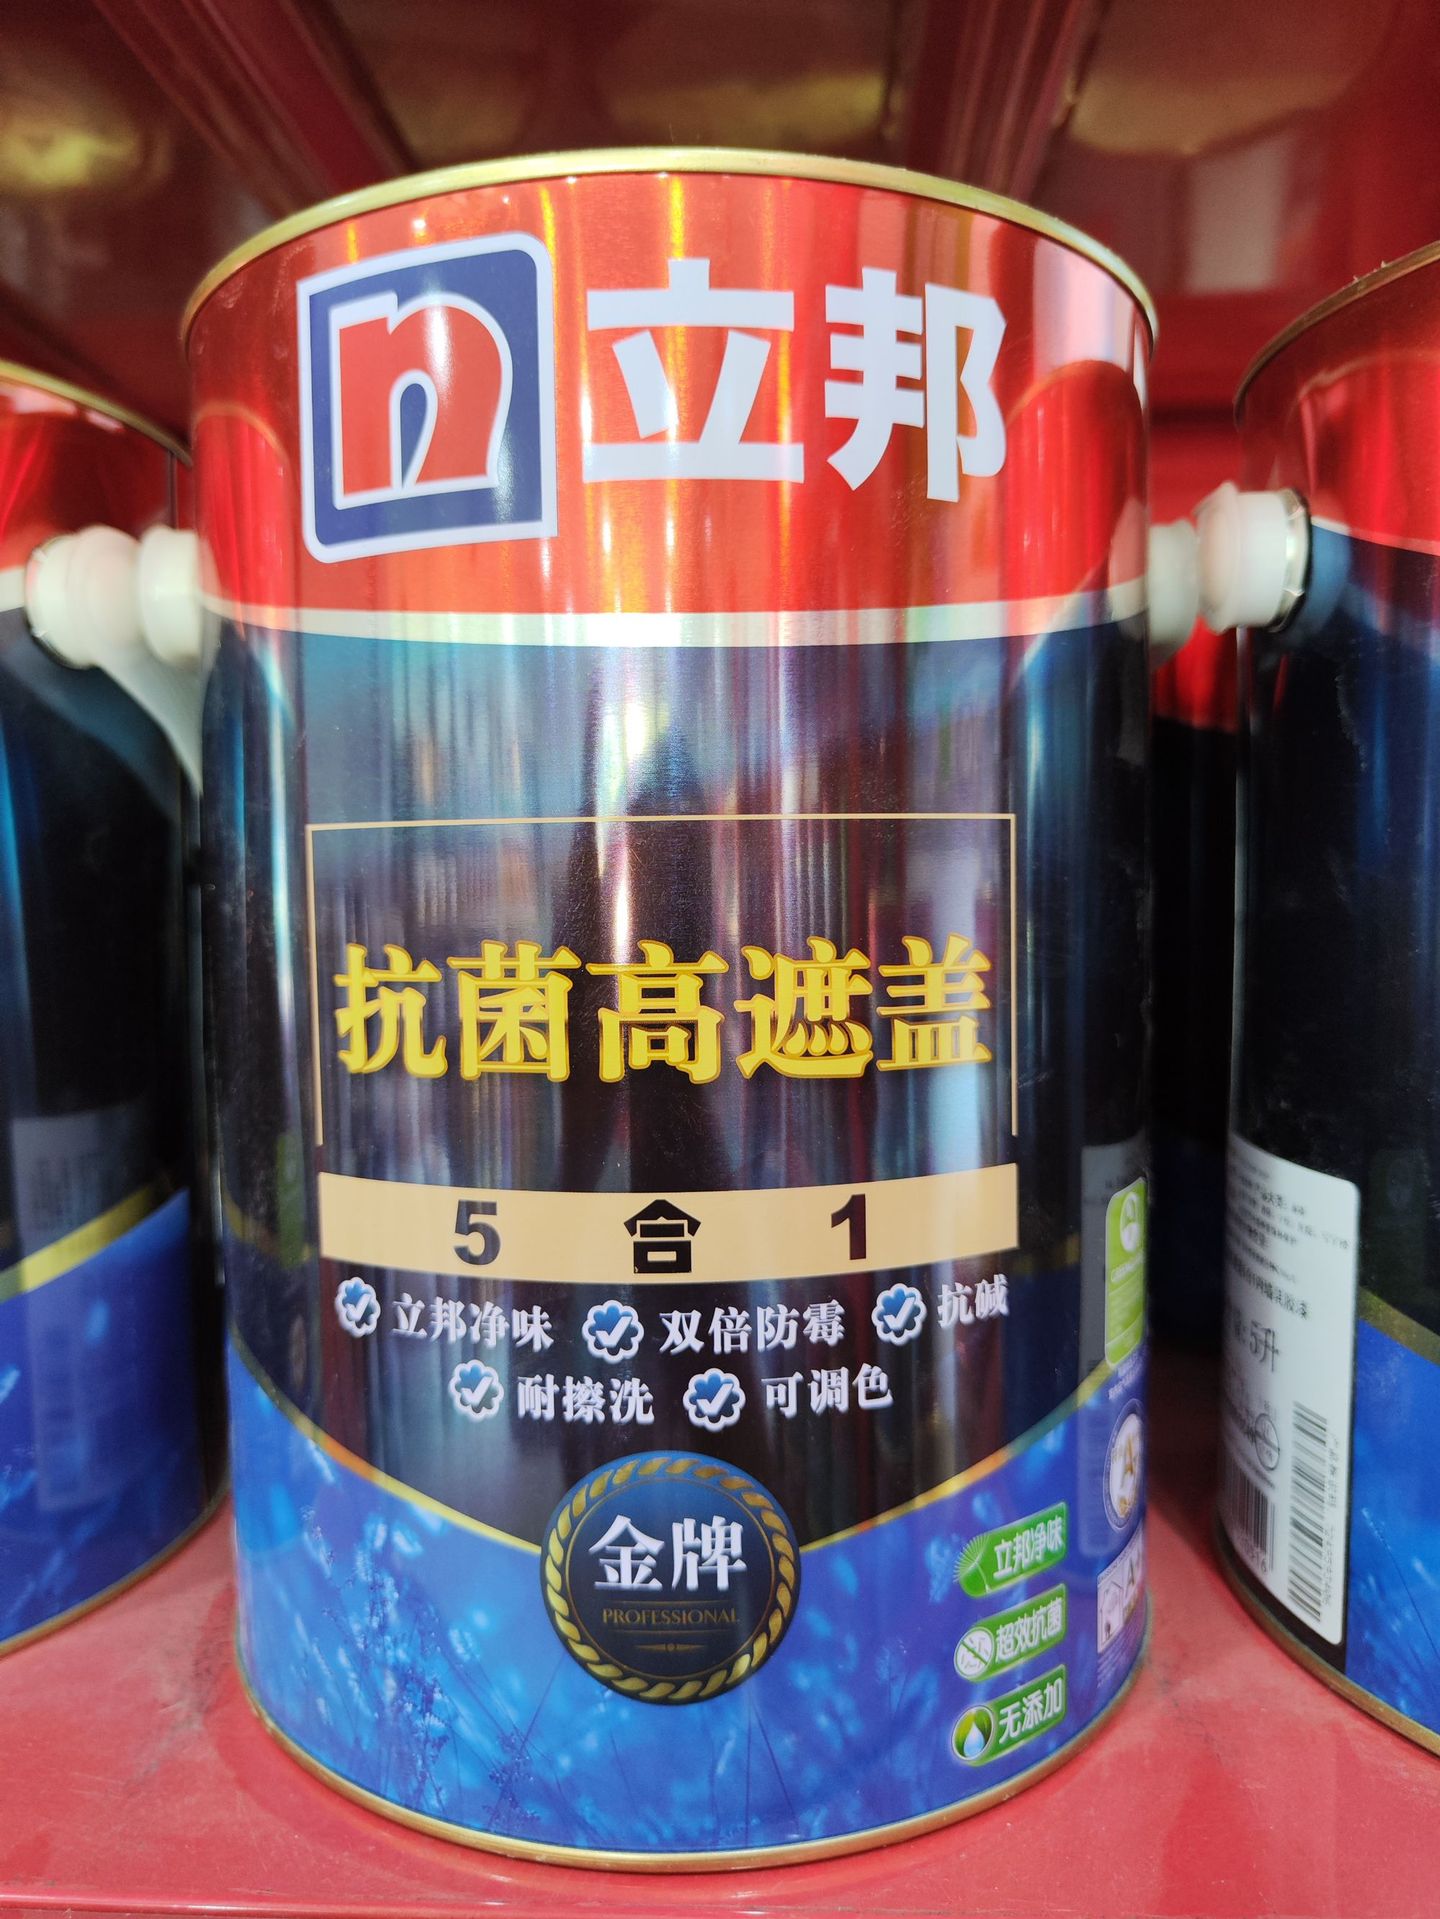 n 立邦
抗菌高遮盖
5 合 1
立邦净味 双倍防霉 抗碱
耐擦洗 可调色
金牌
PROFESSIONAL
立邦净味
超效抗菌
无添加
5升